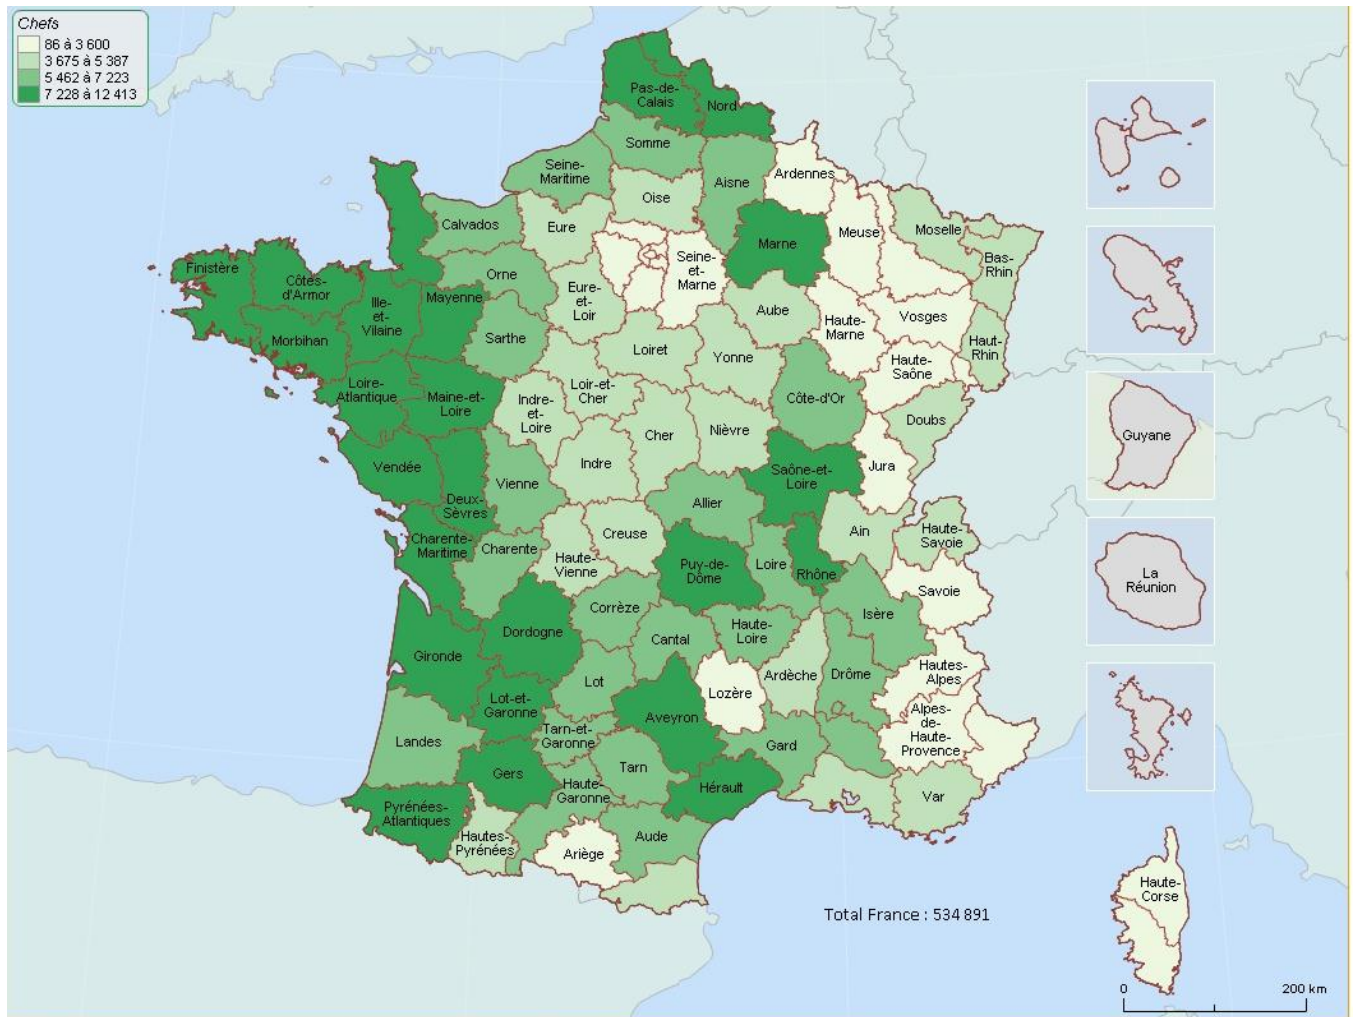 Chefs
86 à 3 600
3 675 à 5 387
5 462 à 7 223
7 228 à 12 413
Pas-de-
Calais
Nord
Somme
Seine-
Maritime
Aisne
Ardennes
Oise
Calvados
Eure
Marne
Meuse
Moselle
Bas-
Rhin
Seine-
et-
Marne
Finistère
Côtes-
d'Armor
Orne
Mayenne
Ille-
et-
Vilaine
Eure-
et-
Loir
Aube
Haute-
Marne
Vosges
Morbihan
Sarthe
Loiret
Yonne
Haut-
Rhin
Haute-
Saône
Loire-
Atlantique
Maine-et-
Loire
Indre-
et-
Loire
Loir-et-
Cher
Côte-d'Or
Doubs
Cher
Nièvre
Guyane
Vendée
Deux-
Sèvres
Vienne
Indre
Saône-et-
Loire
Jura
Allier
Charente-
Maritime
Charente
Haute-
Vienne
Creuse
Puy-de-
Dôme
Loire
Rhône
Ain
Haute-
Savoie
Savoie
La
Réunion
Corrèze
Isère
Dordogne
Cantal
Haute-
Loire
Gironde
Lot
Lozère
Ardèche
Drôme
Hautes-
Alpes
Lot-et-
Garonne
Aveyron
Alpes-
de-
Haute-
Provence
Landes
Tarn-et-
Garonne
Gard
Gers
Tarn
Haute-
Garonne
Hérault
Var
Pyrénées-
Atlantiques
Hautes-
Pyrénées
Aude
Ariège
Haute-
Corse
Total France : 534 891
0 200 km